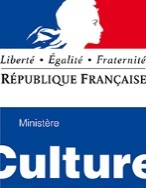 Liberté • Égalité • Fraternité
RÉPUBLIQUE FRANÇAISE
Ministère
Culture